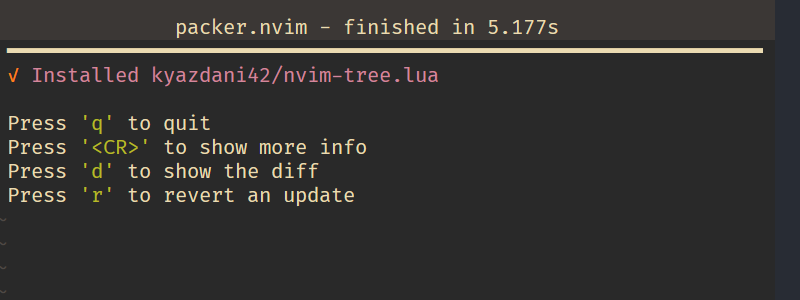 packer.nvim - finished in 5.177s
√ Installed kyazdani42/nvim-tree.lua
Press 'q' to quit
Press '<CR>' to show more info
Press 'd' to show the diff
Press 'r' to revert an update
~
~
~
~